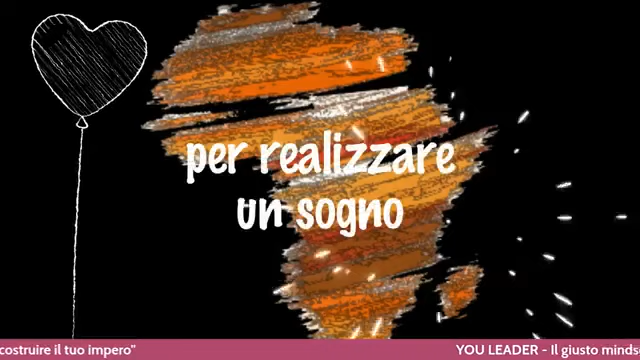 per realizzare
un sogno
costruire il tuo impero"
YOU LEADER - Il giusto minds